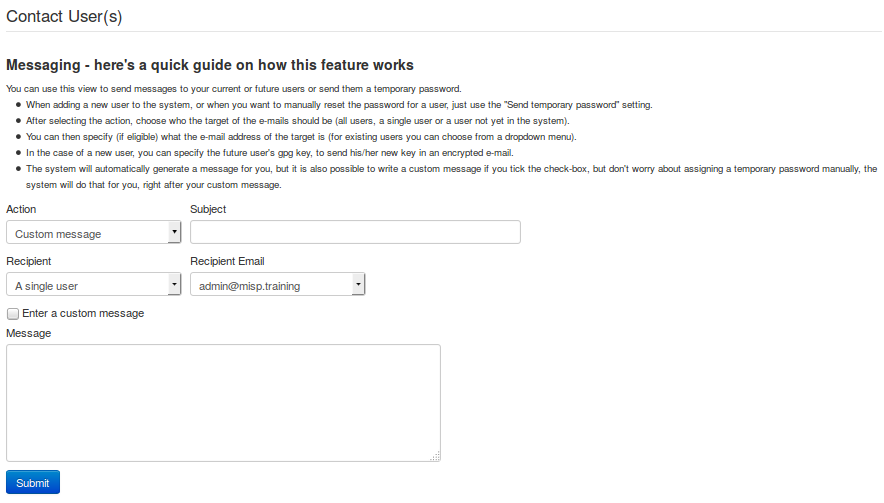 Contact User(s)
Messaging - here's a quick guide on how this feature works
You can use this view to send messages to your current or future users or send them a temporary password.
When adding a new user to the system, or when you want to manually reset the password for a user, just use the "Send temporary password" setting.
After selecting the action, choose who the target of the e-mails should be (all users, a single user or a user not yet in the system).
You can then specify (if eligible) what the e-mail address of the target is (for existing users you can choose from a dropdown menu).
In the case of a new user, you can specify the future user's gpg key, to send his/her new key in an encrypted e-mail.
The system will automatically generate a message for you, but it is also possible to write a custom message if you tick the check-box, but don't worry about assigning a temporary password manually, the
system will do that for you, right after your custom message.
Action Subject
Custom message
Recipient Recipient Email
A single user admin@misp.training
Enter a custom message
Message
Submit